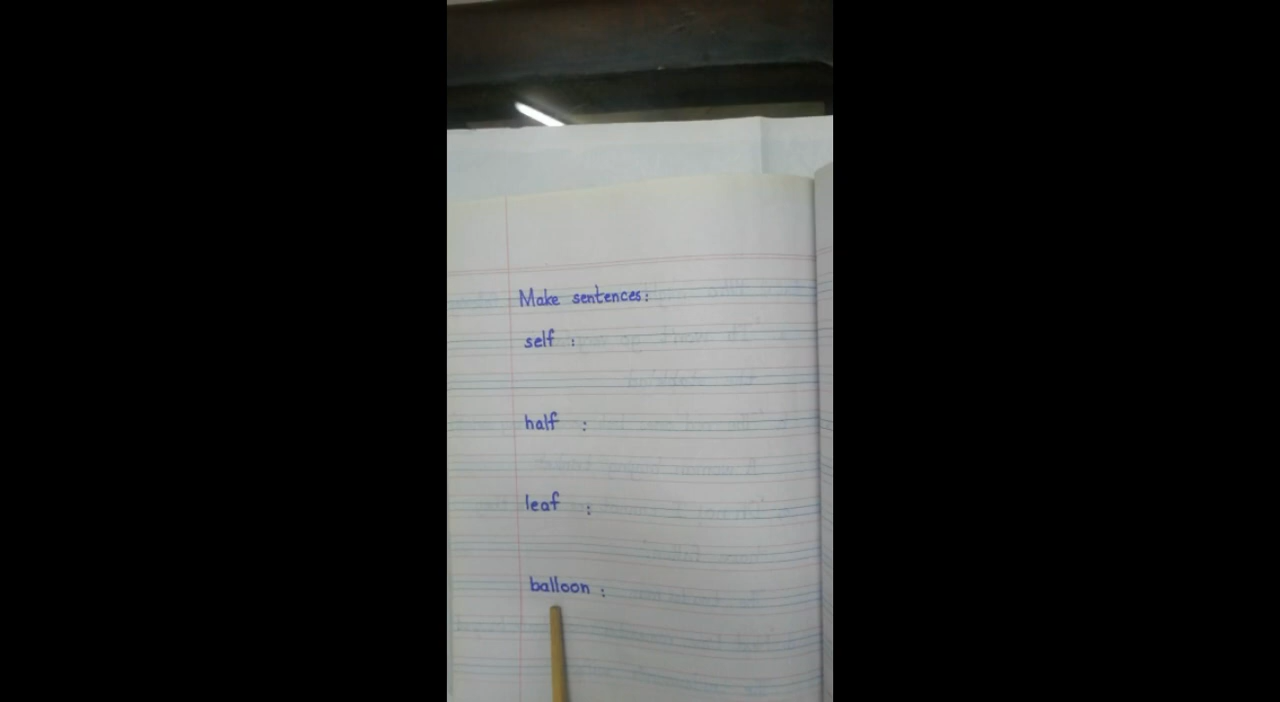 Make sentences:
self :
half :
leaf :
balloon :